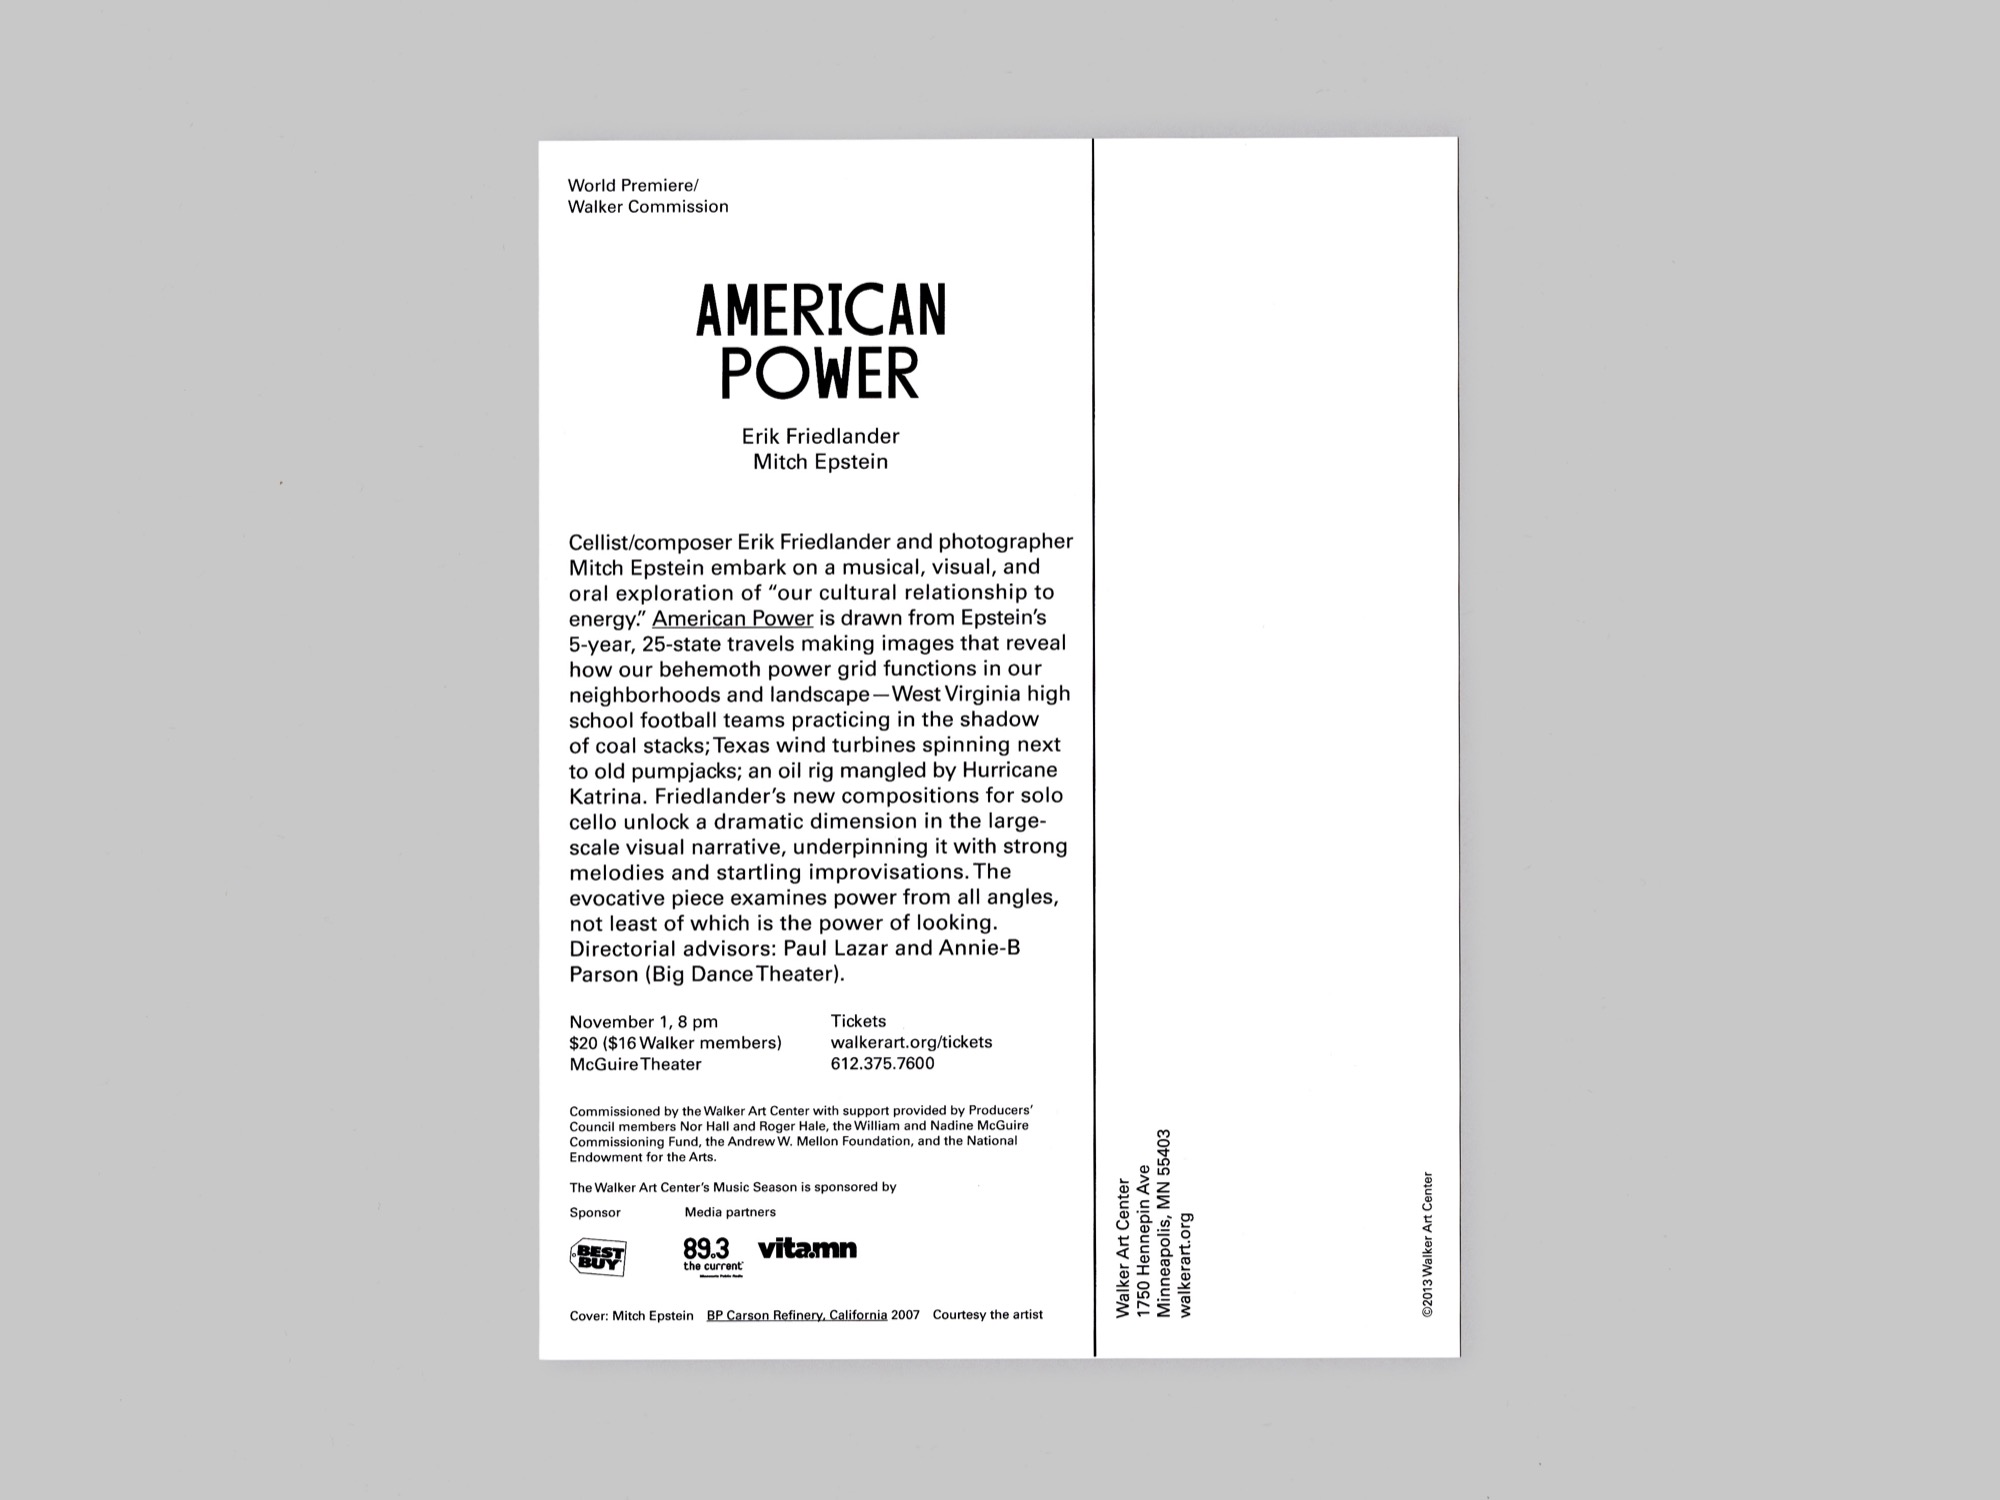 World Premiere/
Walker Commission
AMERICAN
POWER
Erik Friedlander
Mitch Epstein
Cellist/composer Erik Friedlander and photographer
Mitch Epstein embark on a musical, visual, and
oral exploration of “our cultural relationship to
energy.” American Power is drawn from Epstein’s
5-year, 25-state travels making images that reveal
how our behemoth power grid functions in our
neighborhoods and landscape—West Virginia high
school football teams practicing in the shadow
of coal stacks; Texas wind turbines spinning next
to old pumpjacks; an oil rig mangled by Hurricane
Katrina. Friedlander’s new compositions for solo
cello unlock a dramatic dimension in the large-
scale visual narrative, underpinning it with strong
melodies and startling improvisations. The
evocative piece examines power from all angles,
not least of which is the power of looking.
Directorial advisors: Paul Lazar and Annie-B
Parson (Big Dance Theater).
November 1, 8 pm
$20 ($16 Walker members)
McGuire Theater
Tickets
walkerart.org/tickets
612.375.7600
Commissioned by the Walker Art Center with support provided by Producers’
Council members Nor Hall and Roger Hale, the William and Nadine McGuire
Commissioning Fund, the Andrew W. Mellon Foundation, and the National
Endowment for the Arts.
The Walker Art Center’s Music Season is sponsored by
Sponsor
Media partners
BEST
BUY
89.3
the current
Minnesota Public Radio
vita.mn
Cover: Mitch Epstein BP Carson Refinery, California 2007 Courtesy the artist
Walker Art Center
1750 Hennepin Ave
Minneapolis, MN 55403
walkerart.org
©2013 Walker Art Center